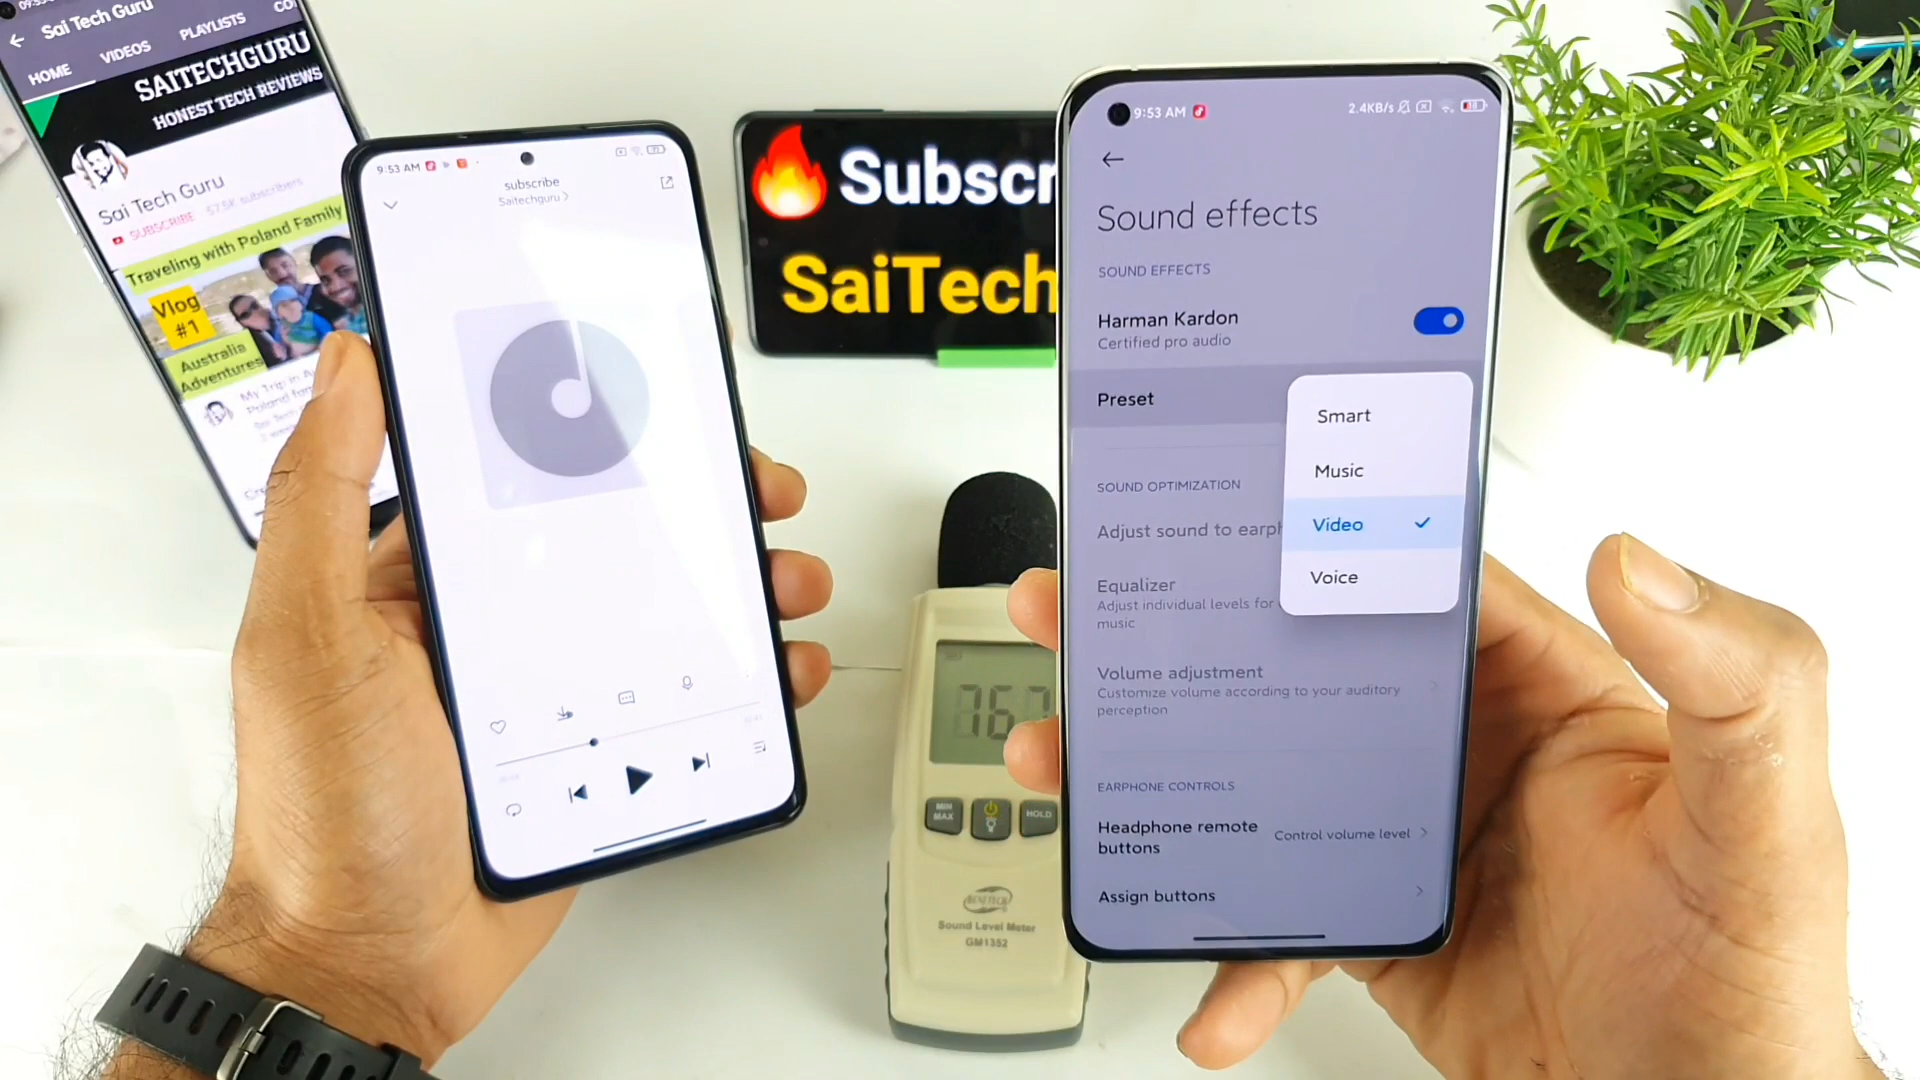 Sai Tech Guru
HOME VIDEOS PLAYLISTS
SAITECHGURU
HONEST TECH REVIEWS
Sai Tech Guru
SUBSCRIBE 57.5K subscribers
Traveling with Poland Family
Vlog
#1
Australia
Adventures
9:53 AM
subscribe
Saitechguru
🔥Subscr
SaiTech
9:53 AM 2.4KB/s
Sound effects
SOUND EFFECTS
Harman Kardon
Certified pro audio
Preset
Smart
Music
Video
Voice
SOUND OPTIMIZATION
Adjust sound to earp
Equalizer
Adjust individual levels for
music
Volume adjustment
Customize volume according to your auditory
perception
EARPHONE CONTROLS
Headphone remote
buttons
Control volume level
Assign buttons
MIN
MAX
HOLD
BENETECH
Sound Level Meter
GM1352